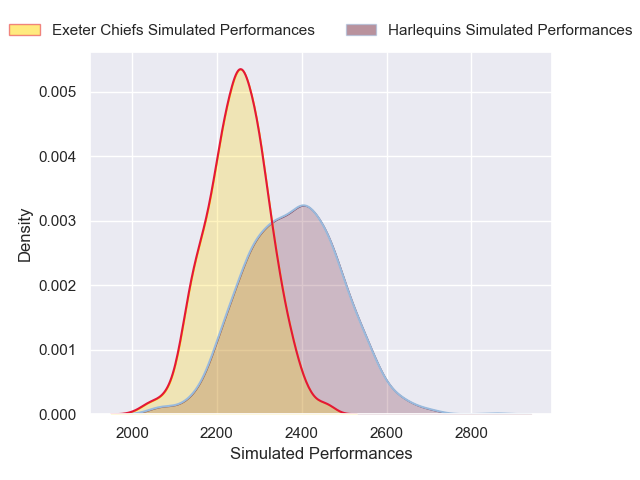 Exeter Chiefs Simulated Performances
Harlequins Simulated Performances
0.005
0.004
0.003
0.002
0.001
0.000
Density
2000 2200 2400 2600 2800
Simulated Performances